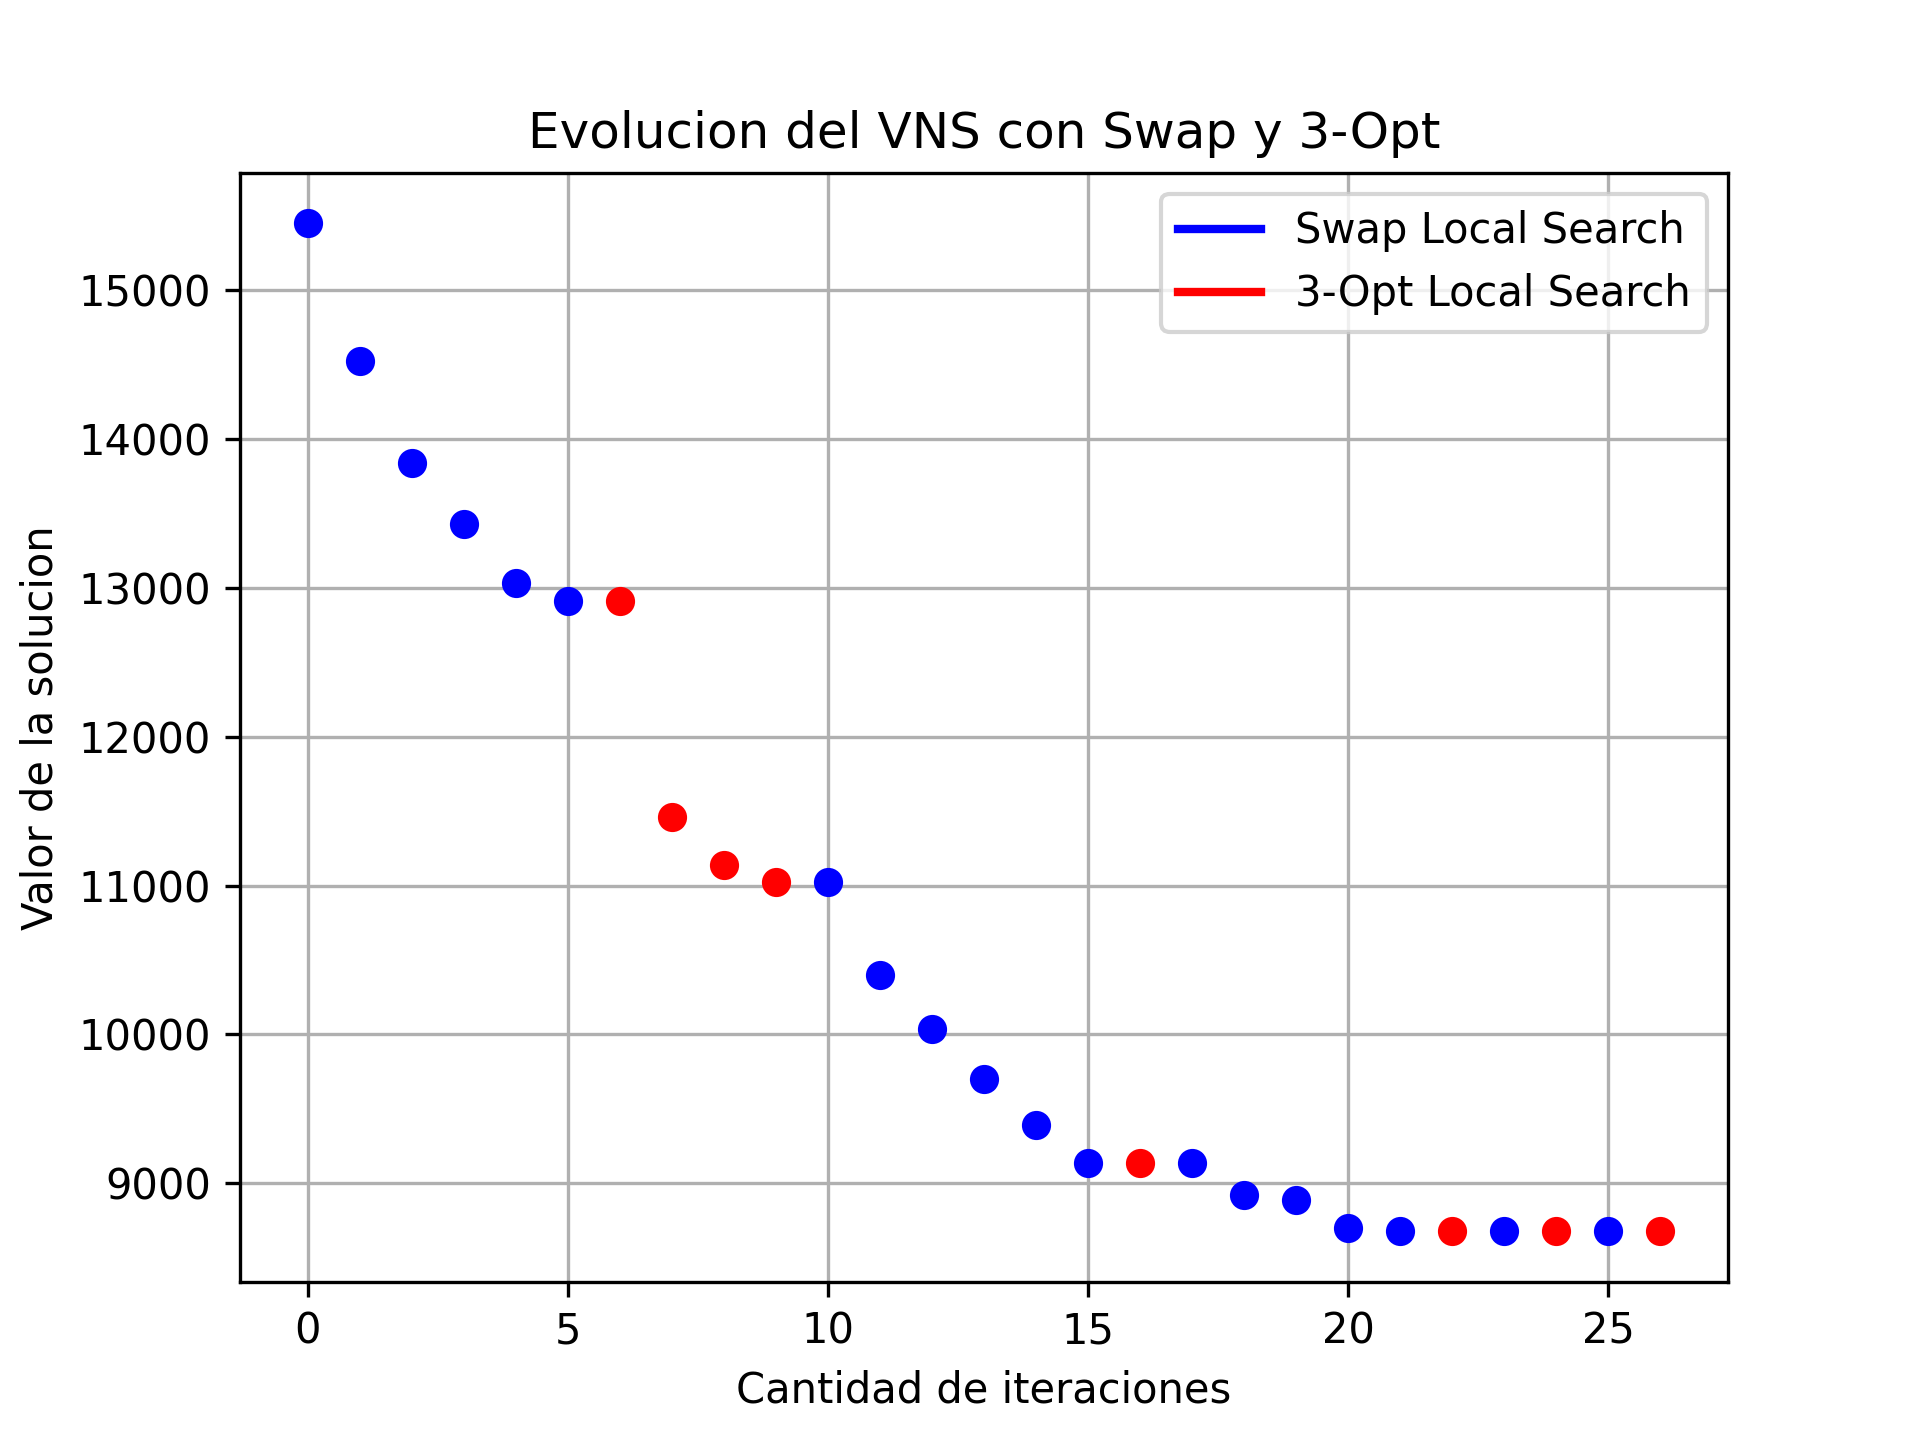 Evolucion del VNS con Swap y 3-Opt
Swap Local Search
3-Opt Local Search
Valor de la solucion
15000
14000
13000
12000
11000
10000
9000
0 5 10 15 20 25
Cantidad de iteraciones